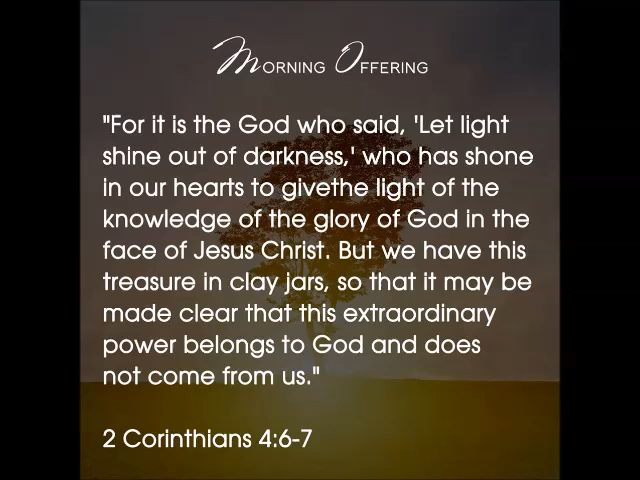 Morning Offering
"For it is the God who said, 'Let light
shine out of darkness,' who has shone
in our hearts to givethe light of the
knowledge of the glory of God in the
face of Jesus Christ. But we have this
treasure in clay jars, so that it may be
made clear that this extraordinary
power belongs to God and does
not come from us."
2 Corinthians 4:6-7